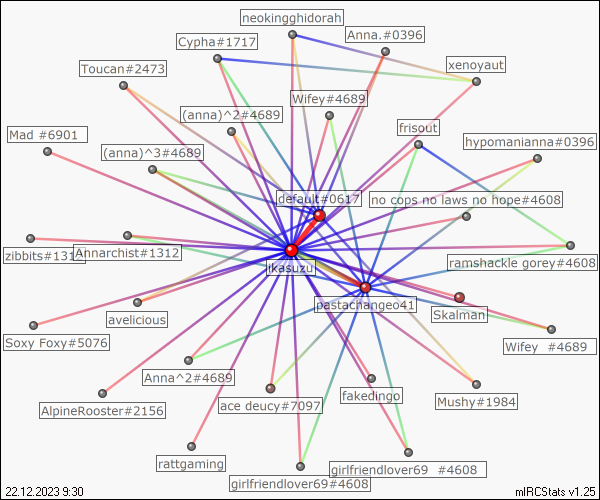 neokingghidorah
Anna.#0396
Cypha#1717
xenoyaut
Toucan#2473
Wifey#4689
(anna)^2#4689
frisout
Mad #6901
hypomanianna#0396
(anna)^3#4689
default#0617
no cops no laws no hope#4608
zibbits#131
Annarchist#1312
ikasuzu
ramshackle gorey#4608
pastachangeo41
Skalman
avelicious
Soxy Foxy#5076
Wifey #4689
Anna^2#4689
ace deucy#7097
fakedingo
Mushy#1984
AlpineRooster#2156
rattgaming
girlfriendlover69#4608
girlfriendlover69 #4608
22.12.2023 9:30
mIRCStats v1.25